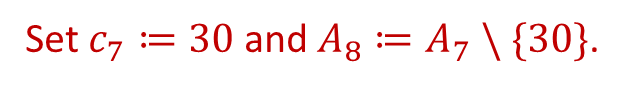 Set 𝑐₇ ≔ 30 and 𝐴₈ ≔ 𝐴₇ ∖ {30}.